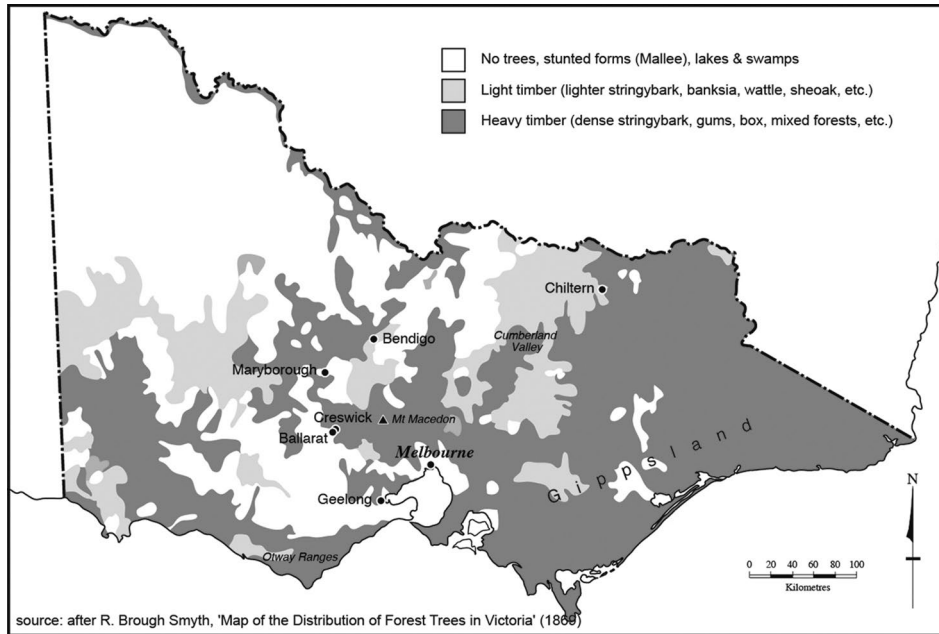 No trees, stunted forms (Mallee), lakes & swamps
Light timber (lighter stringybark, banksia, wattle, sheoak, etc.)
Heavy timber (dense stringybark, gums, box, mixed forests, etc.)
Chiltern
Bendigo
Cumberland
Valley
Maryborough
Creswick
Mt Macedon
Ballarat
Melbourne
Gippsland
Geelong
N
Otway Ranges
0 20 40 60 80 100
Kilometres
source: after R. Brough Smyth, 'Map of the Distribution of Forest Trees in Victoria' (1869)